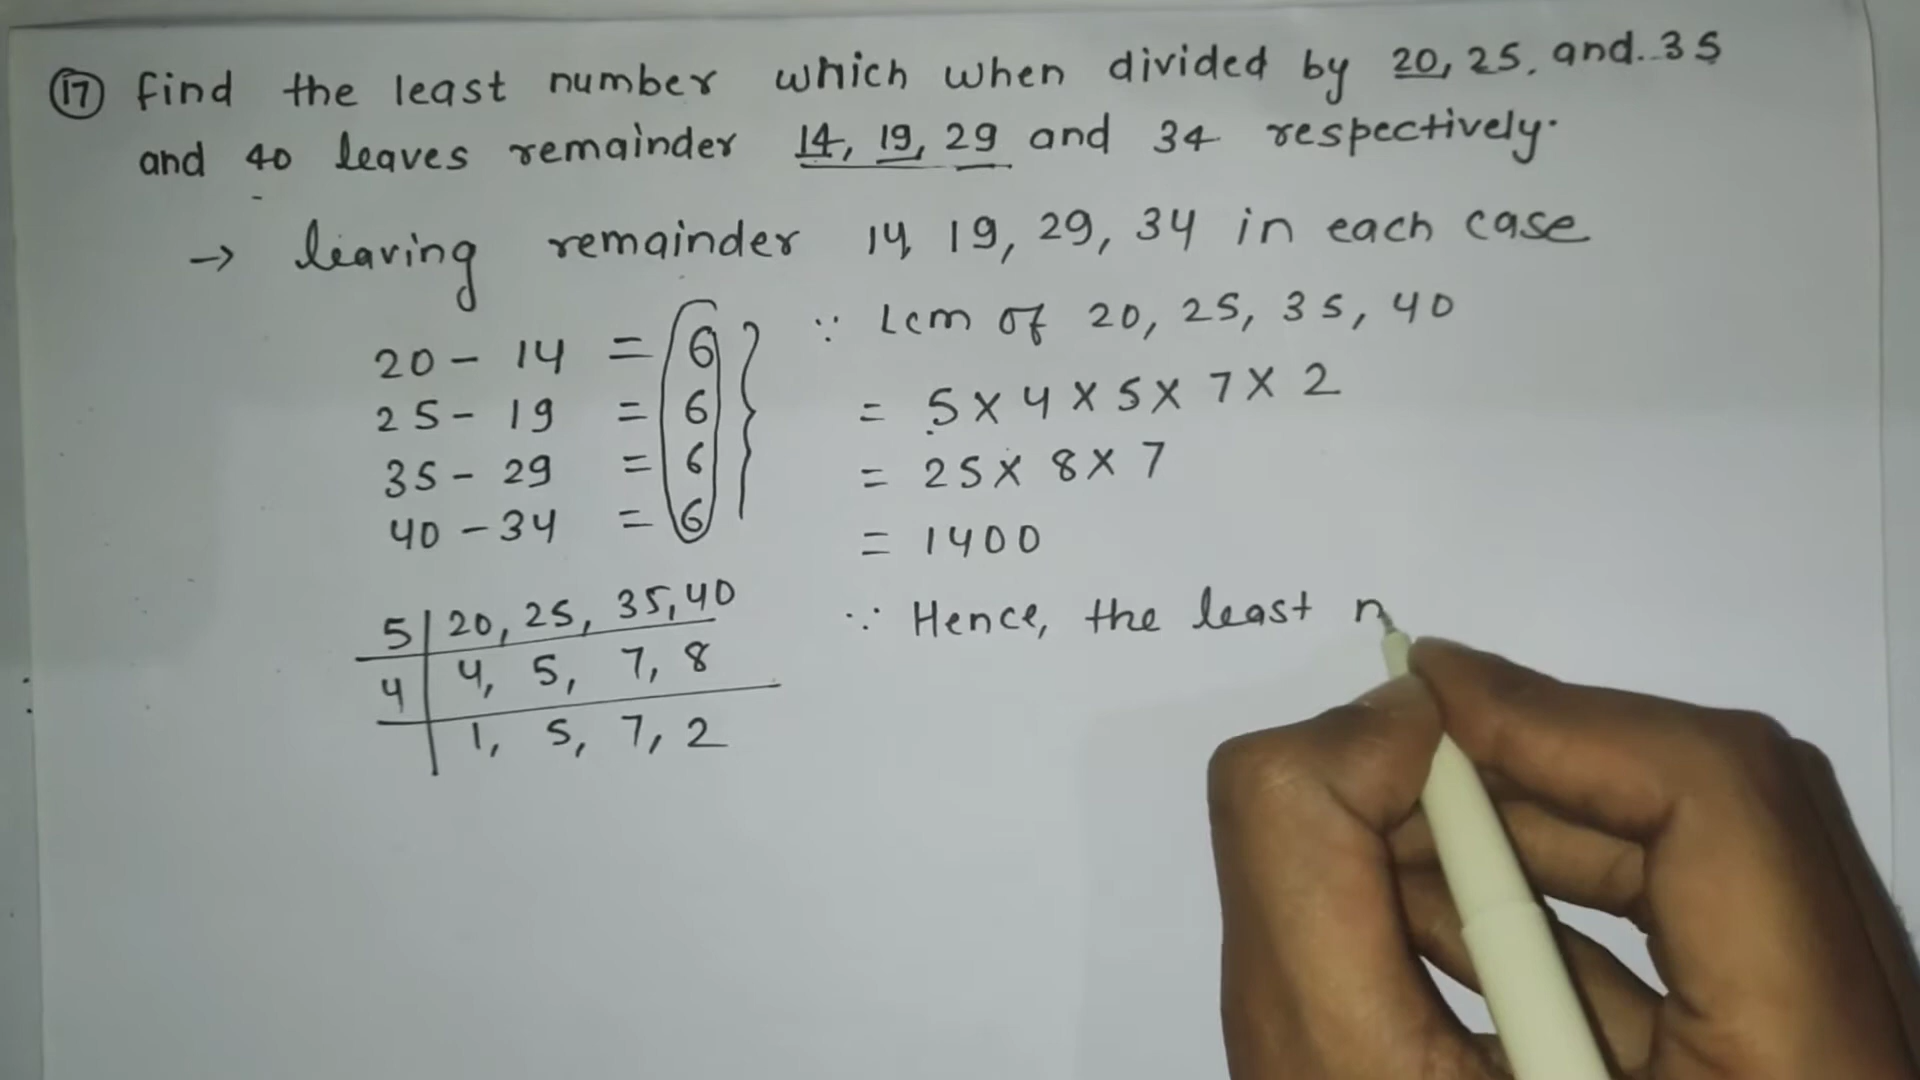 17 find the least number which when divided by 20, 25, and 35
and 40 leaves remainder 14, 19, 29 and 34 respectively.
→ leaving remainder 14, 19, 29, 34 in each case
20 - 14 = 6
25 - 19 = 6
35 - 29 = 6
40 - 34 = 6
5 | 20, 25, 35, 40
4 | 4, 5, 7, 8
1, 5, 7, 2
∵ Lcm of 20, 25, 35, 40
= 5 × 4 × 5 × 7 × 2
= 25 × 8 × 7
= 1400
∵ Hence, the least n